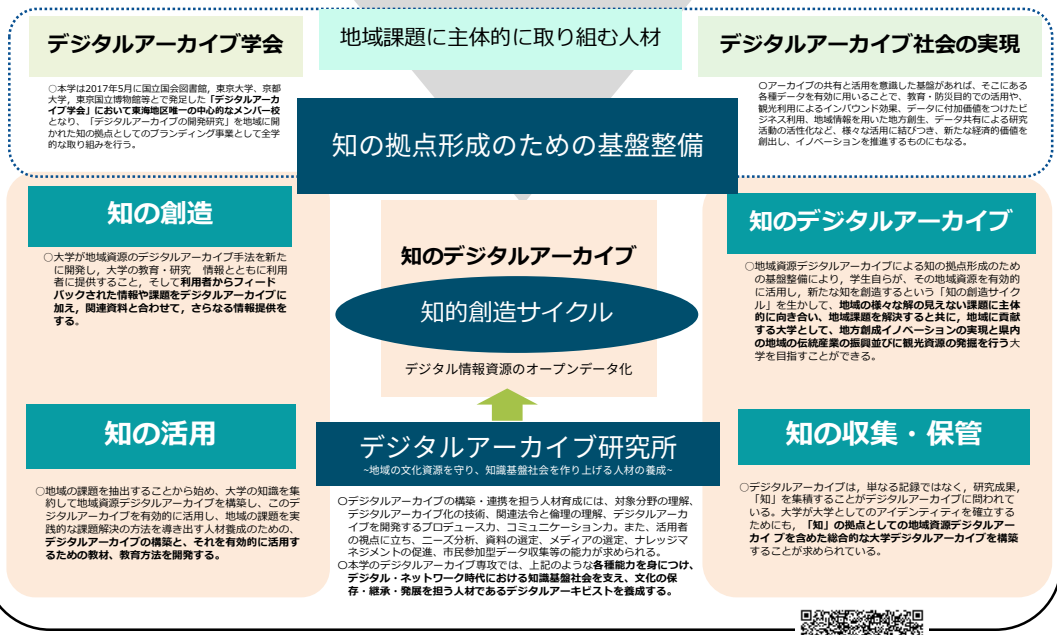 デジタルアーカイブ学会
○本学は2017年5月に国立国会図書館，東京大学、京都
大学，東京国立博物館等とで発足した「デジタルアーカ
イブ学会」において東海地区唯一の中心的なメンバー校
となり、「デジタルアーカイブの開発研究」を地域に開
かれた知の拠点としてのブランディング事業として全学
的な取り組みを行う。
地域課題に主体的に取り組む人材
デジタルアーカイブ社会の実現
○アーカイブの共有と活用を意識した基盤があれば、そこにある
各種データを有効に用いることで、教育・防災目的での活用や、
観光利用によるインバウンド効果、データに付加価値をつけたビ
ジネス利用、地域情報を用いた地方創生、データ共有による研究
活動の活性化など、様々な活用に結びつき、新たな経済的価値を
創出し、イノベーションを推進するものにもなる。
知の拠点形成のための基盤整備
知の創造
○大学が地域資源のデジタルアーカイブ手法を新た
に開発し，大学の教育・研究　情報とともに利用
者に提供すること，そして利用者からフィード
バックされた情報や課題をデジタルアーカイブに
加え，関連資料と合わせて，さらなる情報提供を
する。
知のデジタルアーカイブ
知的創造サイクル
デジタル情報資源のオープンデータ化
知のデジタルアーカイブ
○地域資源デジタルアーカイブによる知の拠点形成のため
の基盤整備により，学生自らが、その地域資源を有効的
に活用し，新たな知を創造するという「知の創造サイク
ル」を生かして、地域の様々な解の見えない課題に主体
的に向き合い、地域課題を解決すると共に，地域に貢献
する大学として、地方創成イノベーションの実現と県内
の地域の伝統産業の振興並びに観光資源の発掘を行う大
学を目指すことができる。
知の活用
○地域の課題を抽出することから始め、大学の知識を集
約して地域資源デジタルアーカイブを構築し、このデ
ジタルアーカイブを有効的に活用し、地域の課題を実
践的な課題解決の方法を導き出す人材養成のための、
デジタルアーカイブの構築と、それを有効的に活用す
るための教材、教育方法を開発する。
デジタルアーカイブ研究所
~地域の文化資源を守り、知識基盤社会を作り上げる人材の養成~
○デジタルアーカイブの構築・連携を担う人材育成には、対象分野の理解、
デジタルアーカイブ化の技術、関連法令と倫理の理解、デジタルアーカ
イブを開発するプロデュース力、コミュニケーション力。また、活用者
の視点に立ち、ニーズ分析、資料の選定、メディアの選定、ナレッジマ
ネジメントの促進、市民参加型データ収集等の能力が求められる。
○本学のデジタルアーカイブ専攻では、上記のような各種能力を身につけ、
デジタル・ネットワーク時代における知識基盤社会を支え、文化の保
存・継承・発展を担う人材であるデジタルアーキビストを養成する。
知の収集・保管
○デジタルアーカイブは，単なる記録ではなく，研究成果，
「知」を集積することがデジタルアーカイブに問われて
いる。大学が大学としてのアイデンティティを確立する
ためにも，「知」の拠点としての地域資源デジタルアー
カイ ブを含めた総合的な大学デジタルアーカイブを構築
することが求められている。